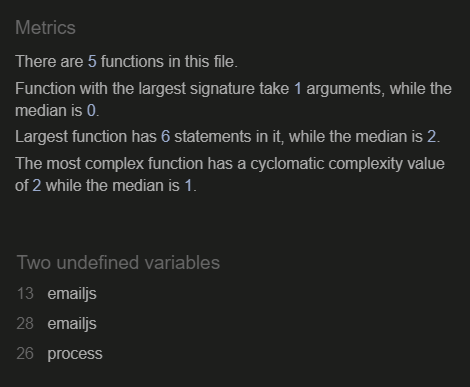 Metrics
There are 5 functions in this file.
Function with the largest signature take 1 arguments, while the
median is 0.
Largest function has 6 statements in it, while the median is 2.
The most complex function has a cyclomatic complexity value
of 2 while the median is 1.
Two undefined variables
13 emailjs
28 emailjs
26 process